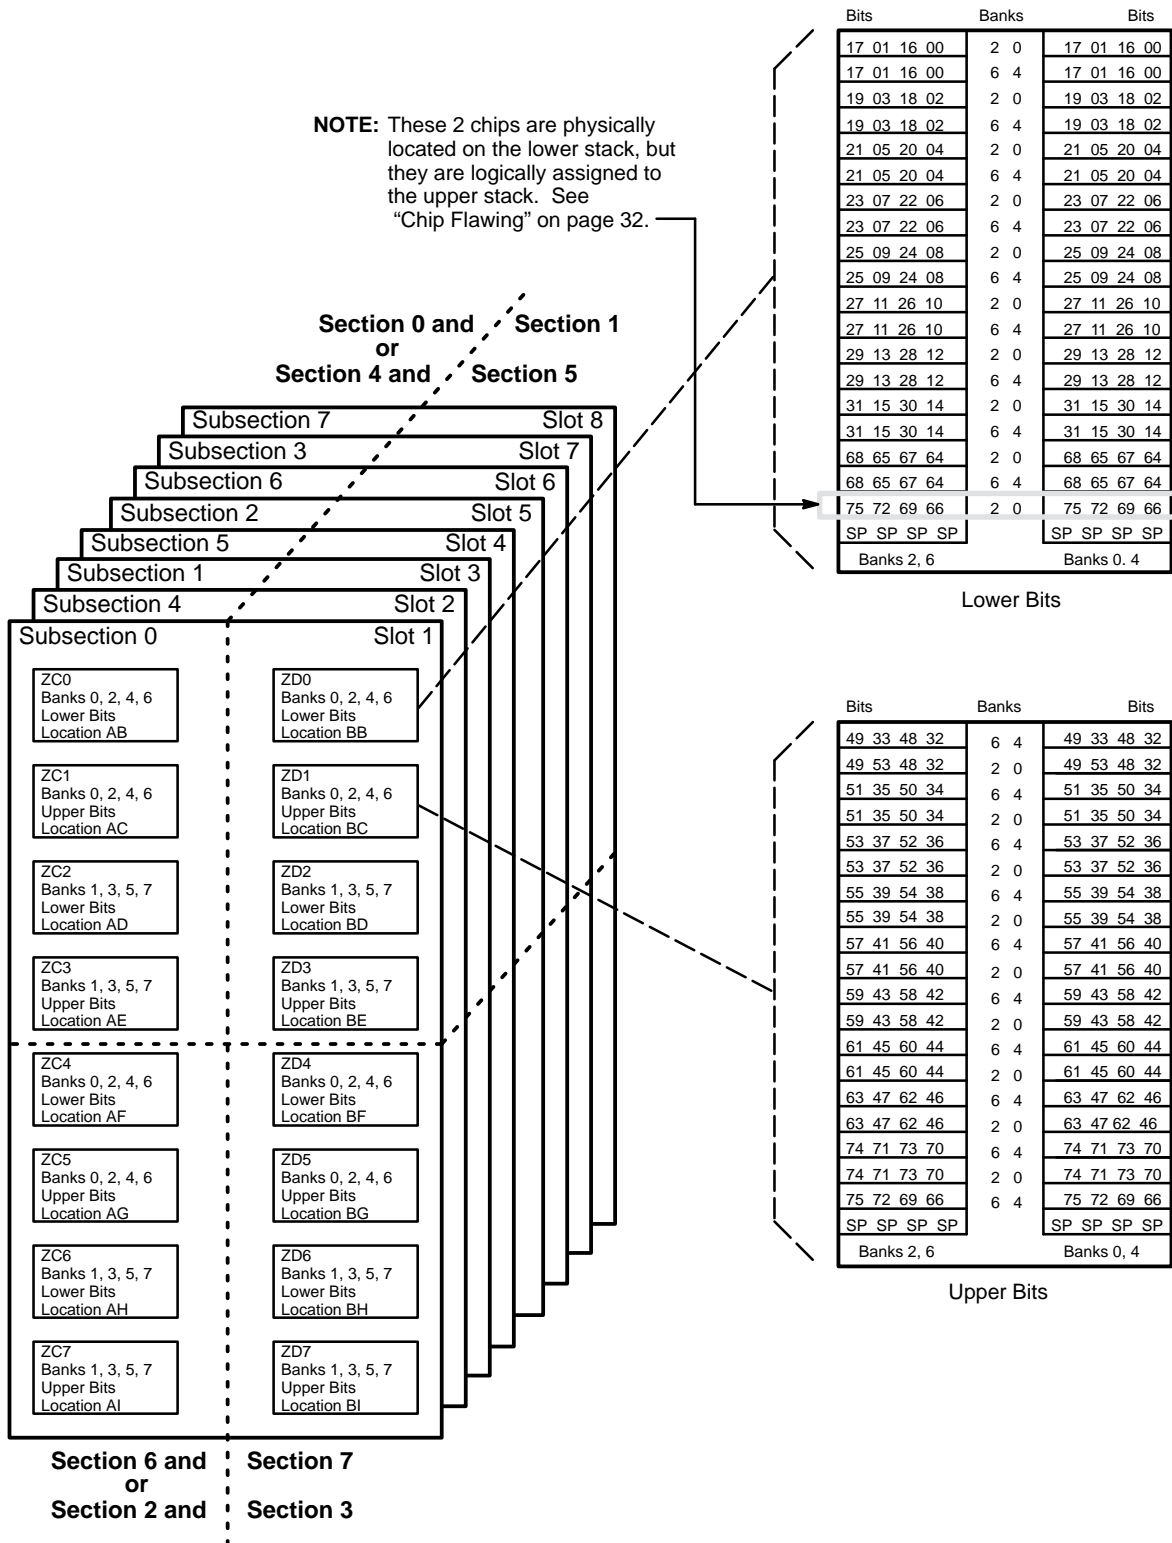 NOTE: These 2 chips are physically
located on the lower stack, but
they are logically assigned to
the upper stack. See
“Chip Flawing” on page 32.
Section 0 and Section 1
or
Section 4 and Section 5
Subsection 7 Slot 8
Subsection 3 Slot 7
Subsection 6 Slot 6
Subsection 2 Slot 5
Subsection 5 Slot 4
Subsection 1 Slot 3
Subsection 4 Slot 2
Subsection 0 Slot 1
ZC0
Banks 0, 2, 4, 6
Lower Bits
Location AB
ZD0
Banks 0, 2, 4, 6
Lower Bits
Location BB
ZC1
Banks 0, 2, 4, 6
Upper Bits
Location AC
ZD1
Banks 0, 2, 4, 6
Upper Bits
Location BC
ZC2
Banks 1, 3, 5, 7
Lower Bits
Location AD
ZD2
Banks 1, 3, 5, 7
Lower Bits
Location BD
ZC3
Banks 1, 3, 5, 7
Upper Bits
Location AE
ZD3
Banks 1, 3, 5, 7
Upper Bits
Location BE
ZC4
Banks 0, 2, 4, 6
Lower Bits
Location AF
ZD4
Banks 0, 2, 4, 6
Lower Bits
Location BF
ZC5
Banks 0, 2, 4, 6
Upper Bits
Location AG
ZD5
Banks 0, 2, 4, 6
Upper Bits
Location BG
ZC6
Banks 1, 3, 5, 7
Lower Bits
Location AH
ZD6
Banks 1, 3, 5, 7
Lower Bits
Location BH
ZC7
Banks 1, 3, 5, 7
Upper Bits
Location AI
ZD7
Banks 1, 3, 5, 7
Upper Bits
Location BI
Section 6 and Section 7
or
Section 2 and Section 3
Bits Banks Bits
17 01 16 00 2 0 17 01 16 00
17 01 16 00 6 4 17 01 16 00
19 03 18 02 2 0 19 03 18 02
19 03 18 02 6 4 19 03 18 02
21 05 20 04 2 0 21 05 20 04
21 05 20 04 6 4 21 05 20 04
23 07 22 06 2 0 23 07 22 06
23 07 22 06 6 4 23 07 22 06
25 09 24 08 2 0 25 09 24 08
25 09 24 08 6 4 25 09 24 08
27 11 26 10 2 0 27 11 26 10
27 11 26 10 6 4 27 11 26 10
29 13 28 12 2 0 29 13 28 12
29 13 28 12 6 4 29 13 28 12
31 15 30 14 2 0 31 15 30 14
31 15 30 14 6 4 31 15 30 14
68 65 67 64 2 0 68 65 67 64
68 65 67 64 6 4 68 65 67 64
75 72 69 66 2 0 75 72 69 66
SP SP SP SP SP SP SP SP
Banks 2, 6 Banks 0. 4
Lower Bits
Bits Banks Bits
49 33 48 32 6 4 49 33 48 32
49 53 48 32 2 0 49 53 48 32
51 35 50 34 6 4 51 35 50 34
51 35 50 34 2 0 51 35 50 34
53 37 52 36 6 4 53 37 52 36
53 37 52 36 2 0 53 37 52 36
55 39 54 38 6 4 55 39 54 38
55 39 54 38 2 0 55 39 54 38
57 41 56 40 6 4 57 41 56 40
57 41 56 40 2 0 57 41 56 40
59 43 58 42 6 4 59 43 58 42
59 43 58 42 2 0 59 43 58 42
61 45 60 44 6 4 61 45 60 44
61 45 60 44 2 0 61 45 60 44
63 47 62 46 6 4 63 47 62 46
63 47 62 46 2 0 63 47 62 46
74 71 73 70 6 4 74 71 73 70
74 71 73 70 2 0 74 71 73 70
75 72 69 66 6 4 75 72 69 66
SP SP SP SP SP SP SP SP
Banks 2, 6 Banks 0, 4
Upper Bits